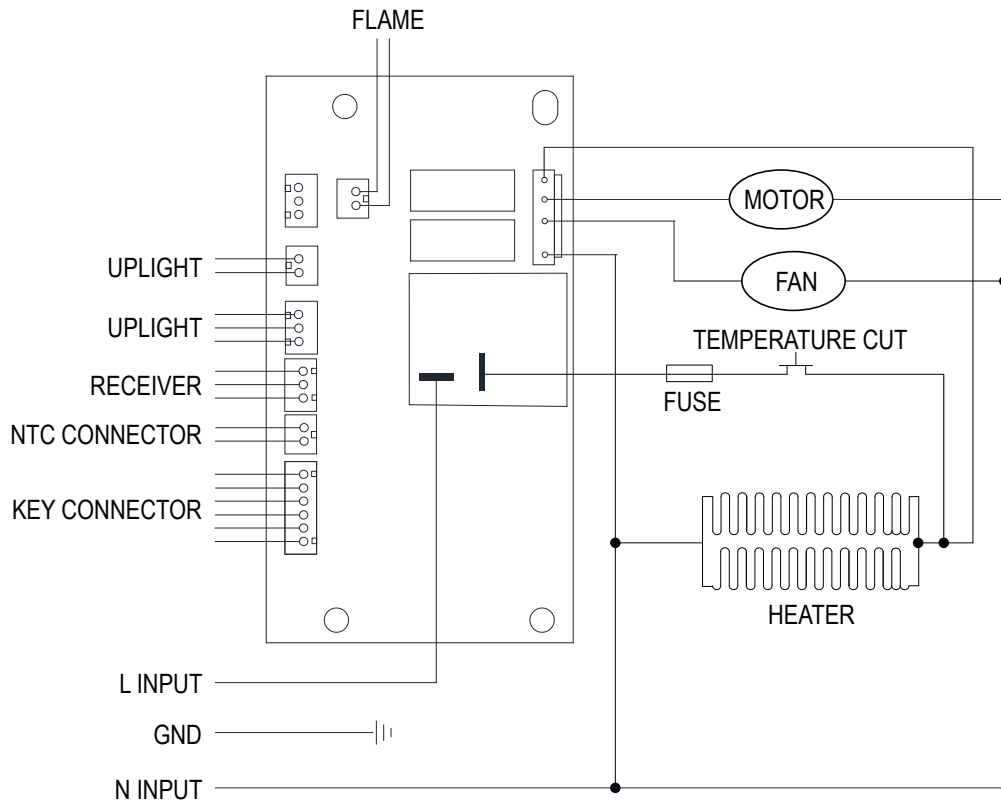 FLAME
MOTOR
UPLIGHT
FAN
UPLIGHT
TEMPERATURE CUT
RECEIVER
FUSE
NTC CONNECTOR
KEY CONNECTOR
HEATER
L INPUT
GND
N INPUT